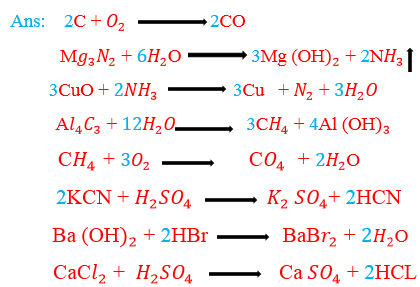 Ans: 2C + O₂ ⟶ 2CO
Mg₃N₂ + 6H₂O ⟶ 3Mg (OH)₂ + 2NH₃ ↑
3CuO + 2NH₃ ⟶ 3Cu + N₂ + 3H₂O
Al₄C₃ + 12H₂O ⟶ 3CH₄ + 4Al (OH)₃
CH₄ + 3O₂ ⟶ CO₄ + 2H₂O
2KCN + H₂SO₄ ⟶ K₂ SO₄ + 2HCN
Ba (OH)₂ + 2HBr ⟶ BaBr₂ + 2H₂O
CaCl₂ + H₂SO₄ ⟶ Ca SO₄ + 2HCL